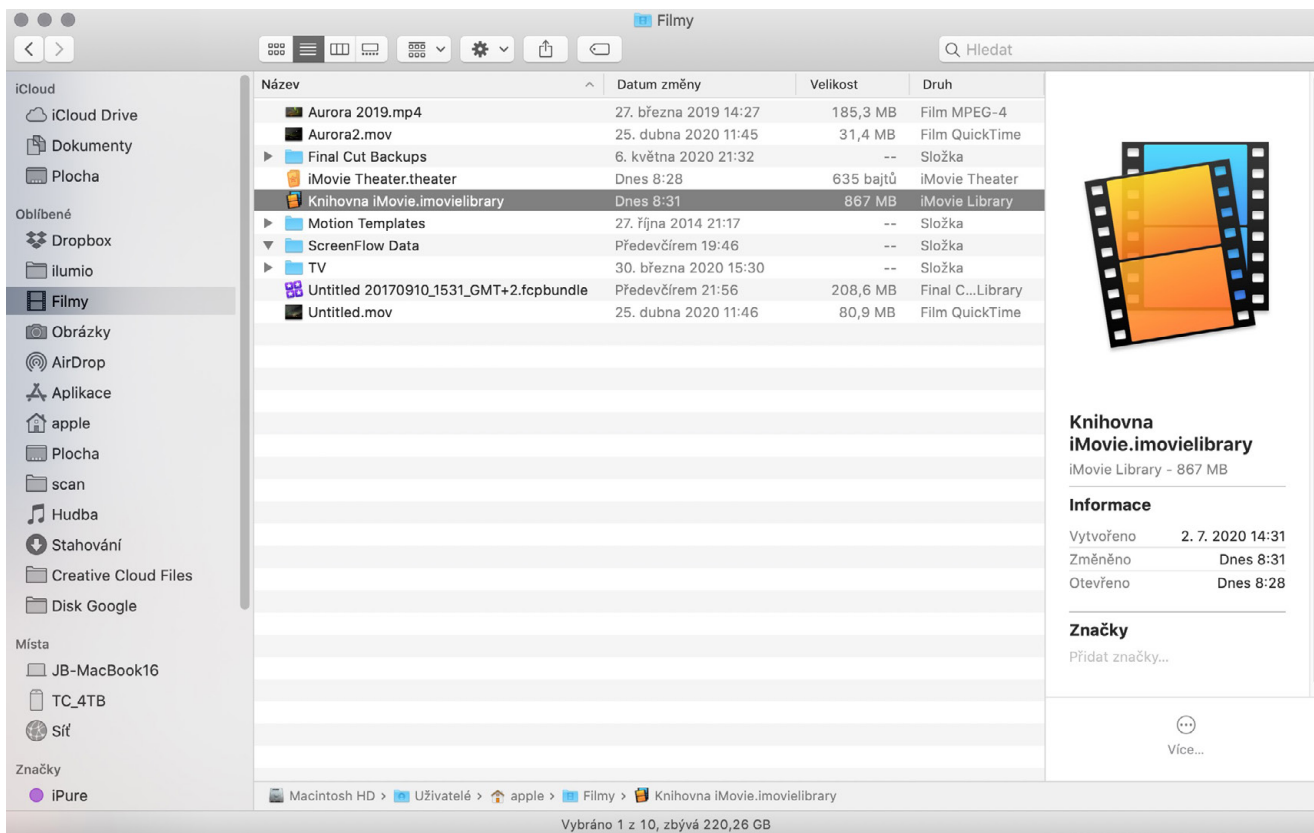 Filmy
Hledat
iCloud
iCloud Drive
Dokumenty
Plocha
Oblíbené
Dropbox
ilumio
Filmy
Obrázky
AirDrop
Aplikace
apple
Plocha
scan
Hudba
Stahování
Creative Cloud Files
Disk Google
Místa
JB-MacBook16
TC_4TB
Síť
Značky
iPure
Název Datum změny Velikost Druh
Aurora 2019.mp4 27. března 2019 14:27 185,3 MB Film MPEG-4
Aurora2.mov 25. dubna 2020 11:45 31,4 MB Film QuickTime
Final Cut Backups 6. května 2020 21:32 -- Složka
iMovie Theater.theater Dnes 8:28 635 bajtů iMovie Theater
Knihovna iMovie.imovielibrary Dnes 8:31 867 MB iMovie Library
Motion Templates 27. října 2014 21:17 -- Složka
ScreenFlow Data Předevčírem 19:46 -- Složka
TV 30. března 2020 15:30 -- Složka
Untitled 20170910_1531_GMT+2.fcpbundle Předevčírem 21:56 208,6 MB Final C...Library
Untitled.mov 25. dubna 2020 11:46 80,9 MB Film QuickTime
Knihovna
iMovie.imovielibrary
iMovie Library - 867 MB
Informace
Vytvořeno 2. 7. 2020 14:31
Změněno Dnes 8:31
Otevřeno Dnes 8:28
Značky
Přidat značky...
Více...
Macintosh HD > Uživatelé > apple > Filmy > Knihovna iMovie.imovielibrary
Vybráno 1 z 10, zbývá 220,26 GB